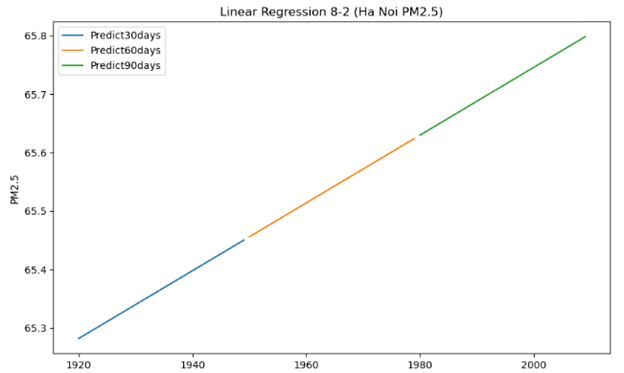 Linear Regression 8-2 (Ha Noi PM2.5)
Predict30days
Predict60days
Predict90days
PM2.5
65.8
65.7
65.6
65.5
65.4
65.3
1920
1940
1960
1980
2000